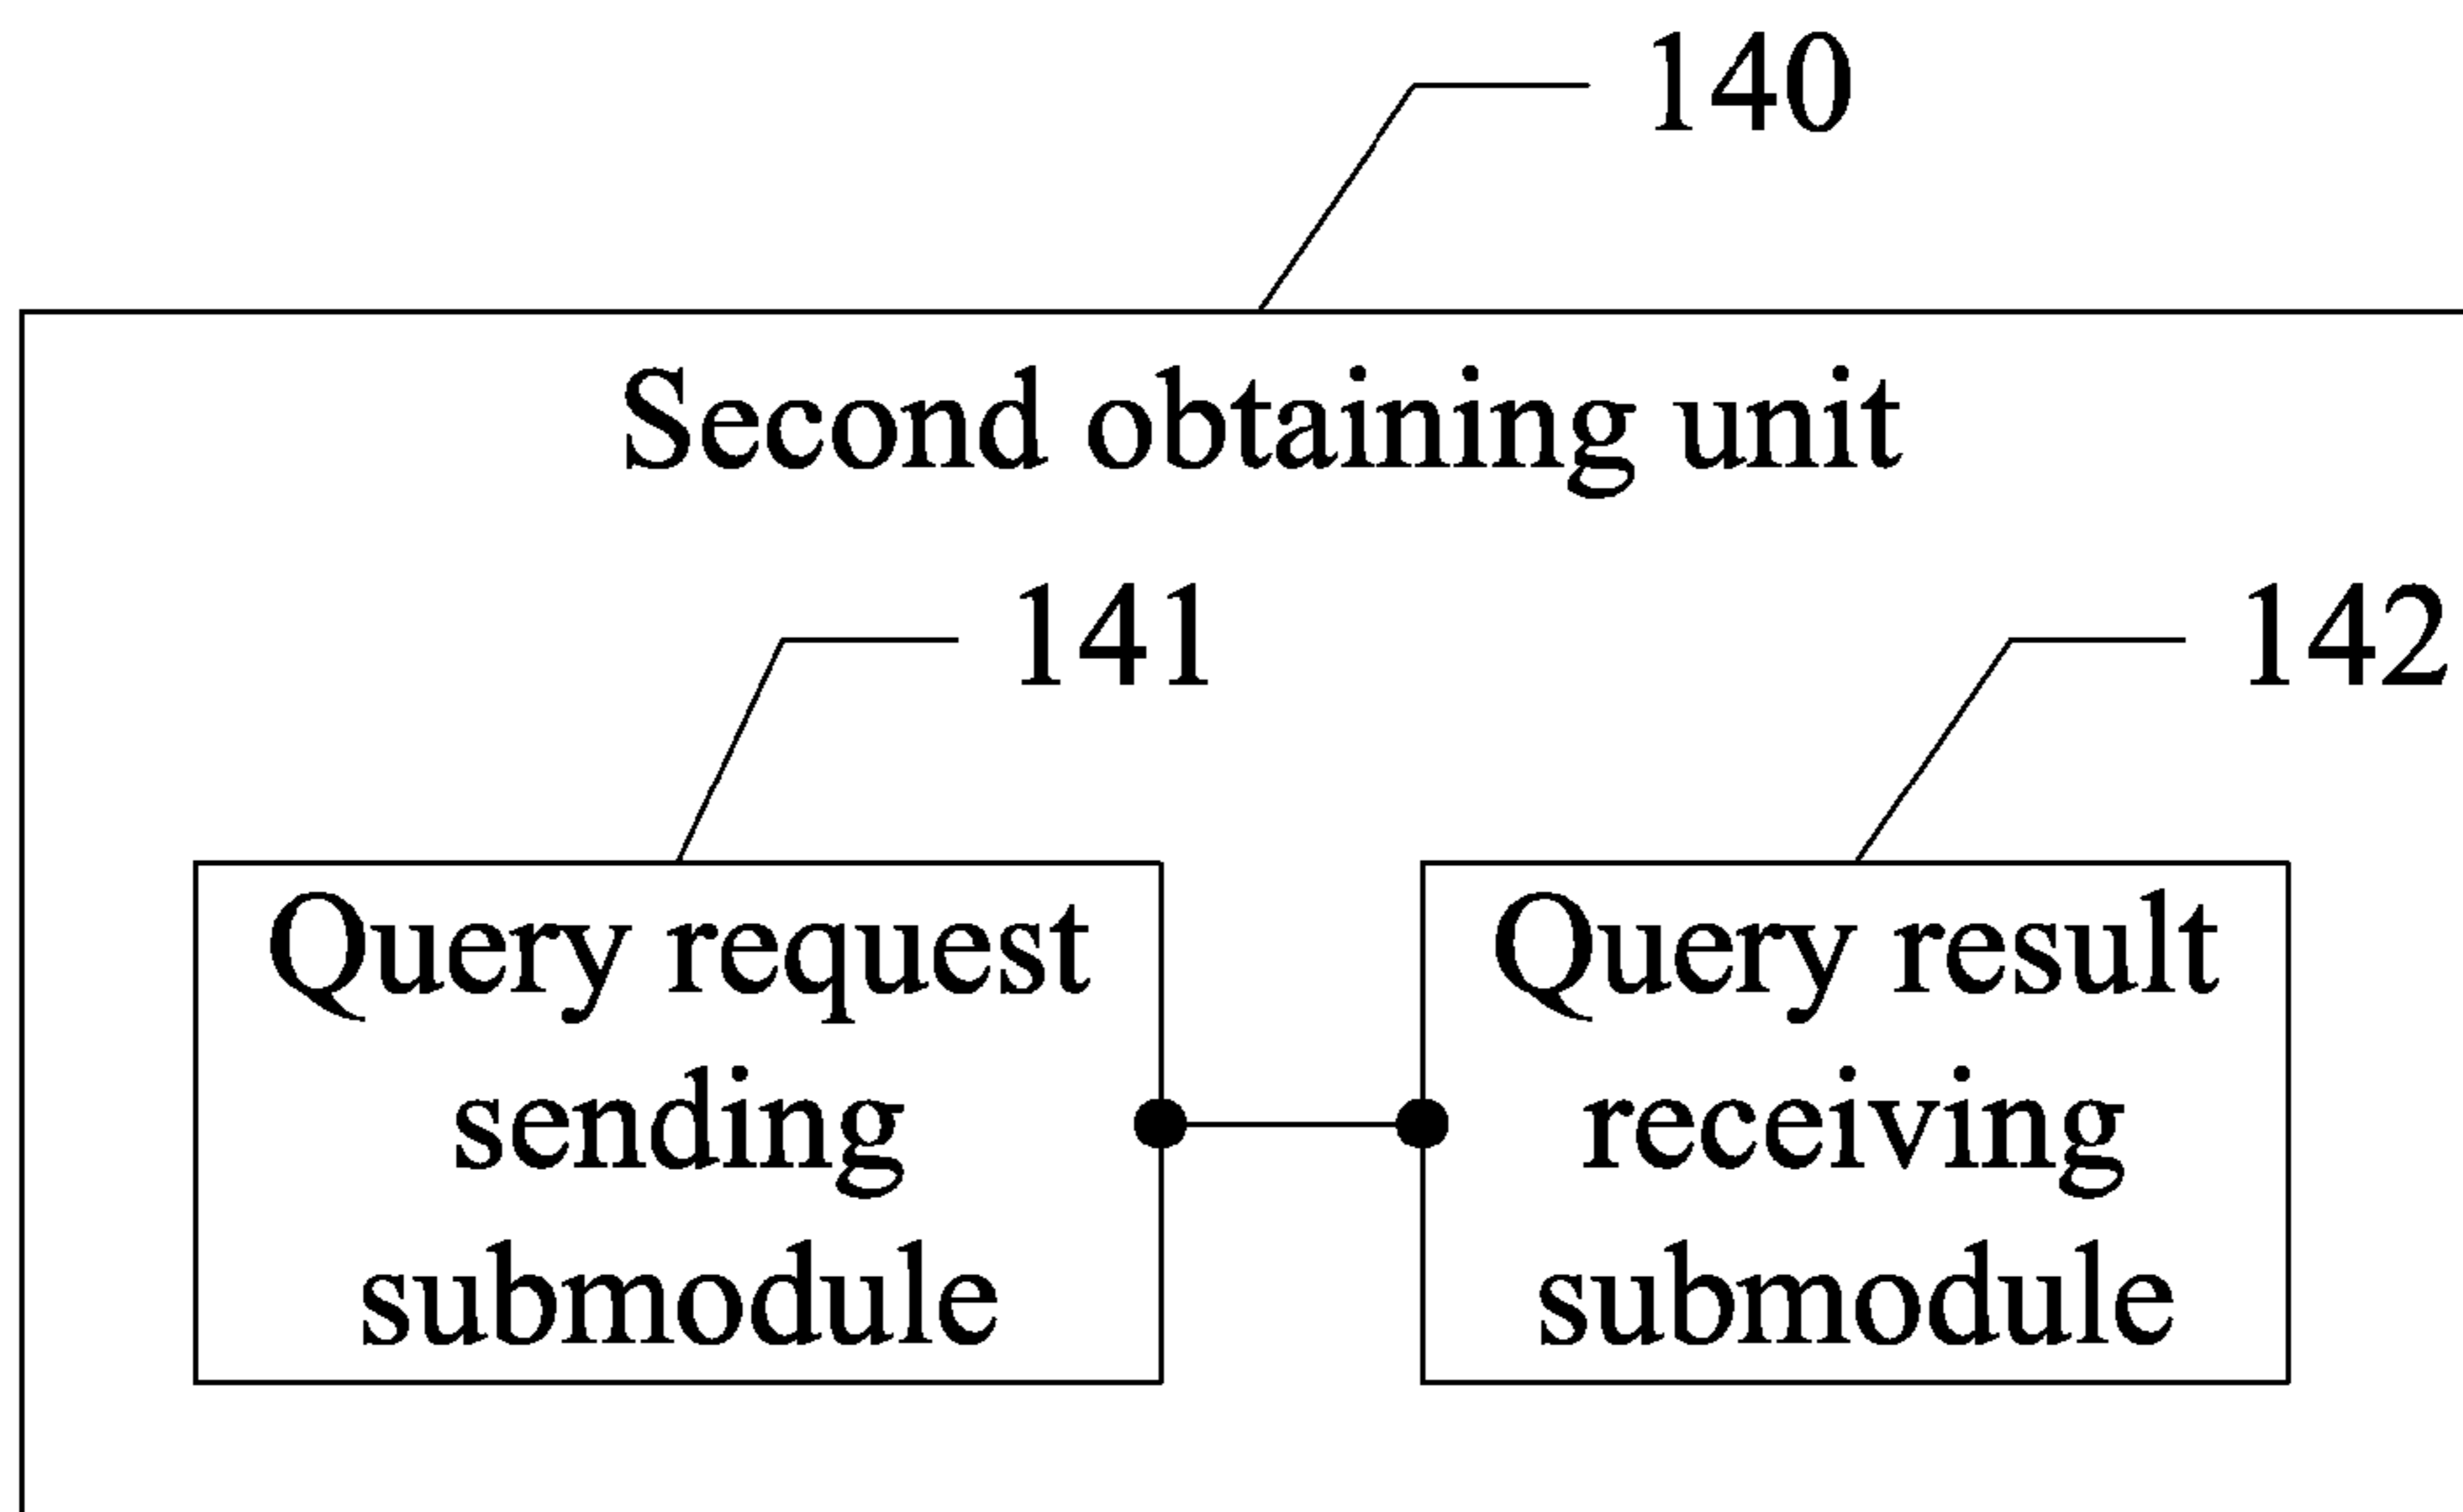 140
Second obtaining unit
141
142
Query request
sending
submodule
Query result
receiving
submodule